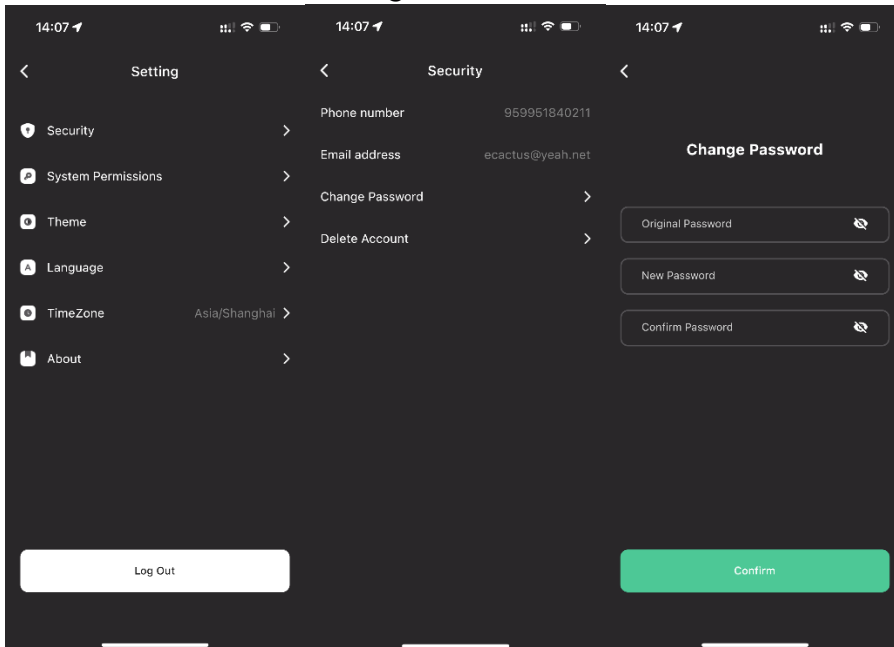 14:07
Setting
Security
System Permissions
Theme
A Language
TimeZone Asia/Shanghai
About
Log Out
14:07
Security
Phone number 959951840211
Email address ecactus@yeah.net
Change Password
Delete Account
14:07
Change Password
Original Password
New Password
Confirm Password
Confirm